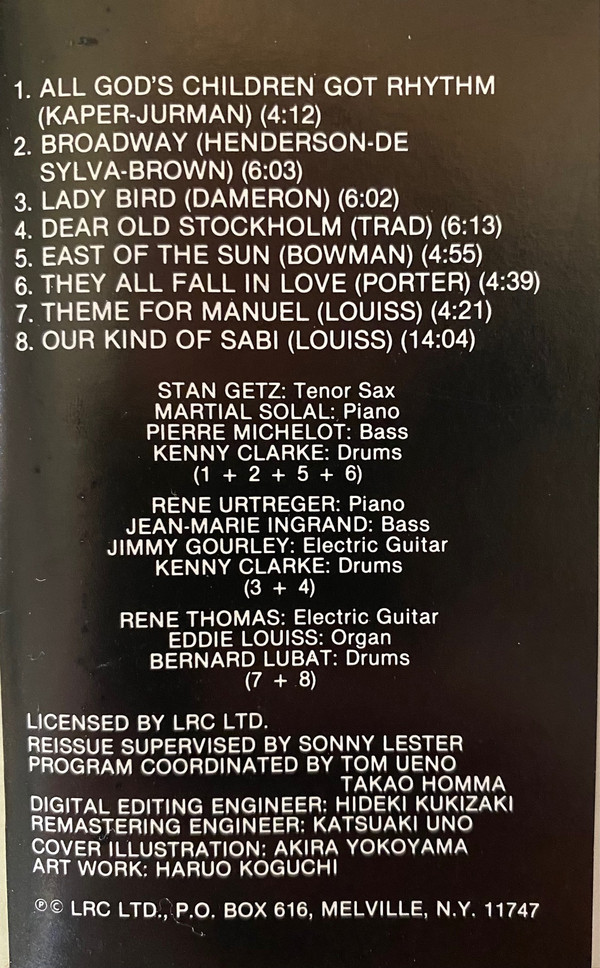 1. ALL GOD'S CHILDREN GOT RHYTHM
(KAPER-JURMAN) (4:12)
2. BROADWAY (HENDERSON-DE
SYLVA-BROWN) (6:03)
3. LADY BIRD (DAMERON) (6:02)
4. DEAR OLD STOCKHOLM (TRAD) (6:13)
5. EAST OF THE SUN (BOWMAN) (4:55)
6. THEY ALL FALL IN LOVE (PORTER) (4:39)
7. THEME FOR MANUEL (LOUISS) (4:21)
8. OUR KIND OF SABI (LOUISS) (14:04)
STAN GETZ: Tenor Sax
MARTIAL SOLAL: Piano
PIERRE MICHELOT: Bass
KENNY CLARKE: Drums
(1 + 2 + 5 + 6)
RENE URTREGER: Piano
JEAN-MARIE INGRAND: Bass
JIMMY GOURLEY: Electric Guitar
KENNY CLARKE: Drums
(3 + 4)
RENE THOMAS: Electric Guitar
EDDIE LOUISS: Organ
BERNARD LUBAT: Drums
(7 + 8)
LICENSED BY LRC LTD.
REISSUE SUPERVISED BY SONNY LESTER
PROGRAM COORDINATED BY TOM UENO
TAKAO HOMMA
DIGITAL EDITING ENGINEER: HIDEKI KUKIZAKI
REMASTERING ENGINEER: KATSUAKI UNO
COVER ILLUSTRATION: AKIRA YOKOYAMA
ART WORK: HARUO KOGUCHI
℗© LRC LTD., P.O. BOX 616, MELVILLE, N.Y. 11747